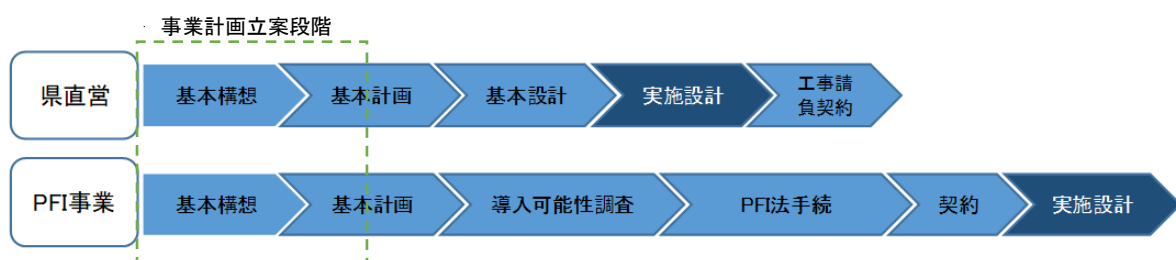 事業計画立案段階
県直営
基本構想
基本計画
基本設計
実施設計
工事請
負契約
PFI事業
基本構想
基本計画
導入可能性調査
PFI法手続
契約
実施設計